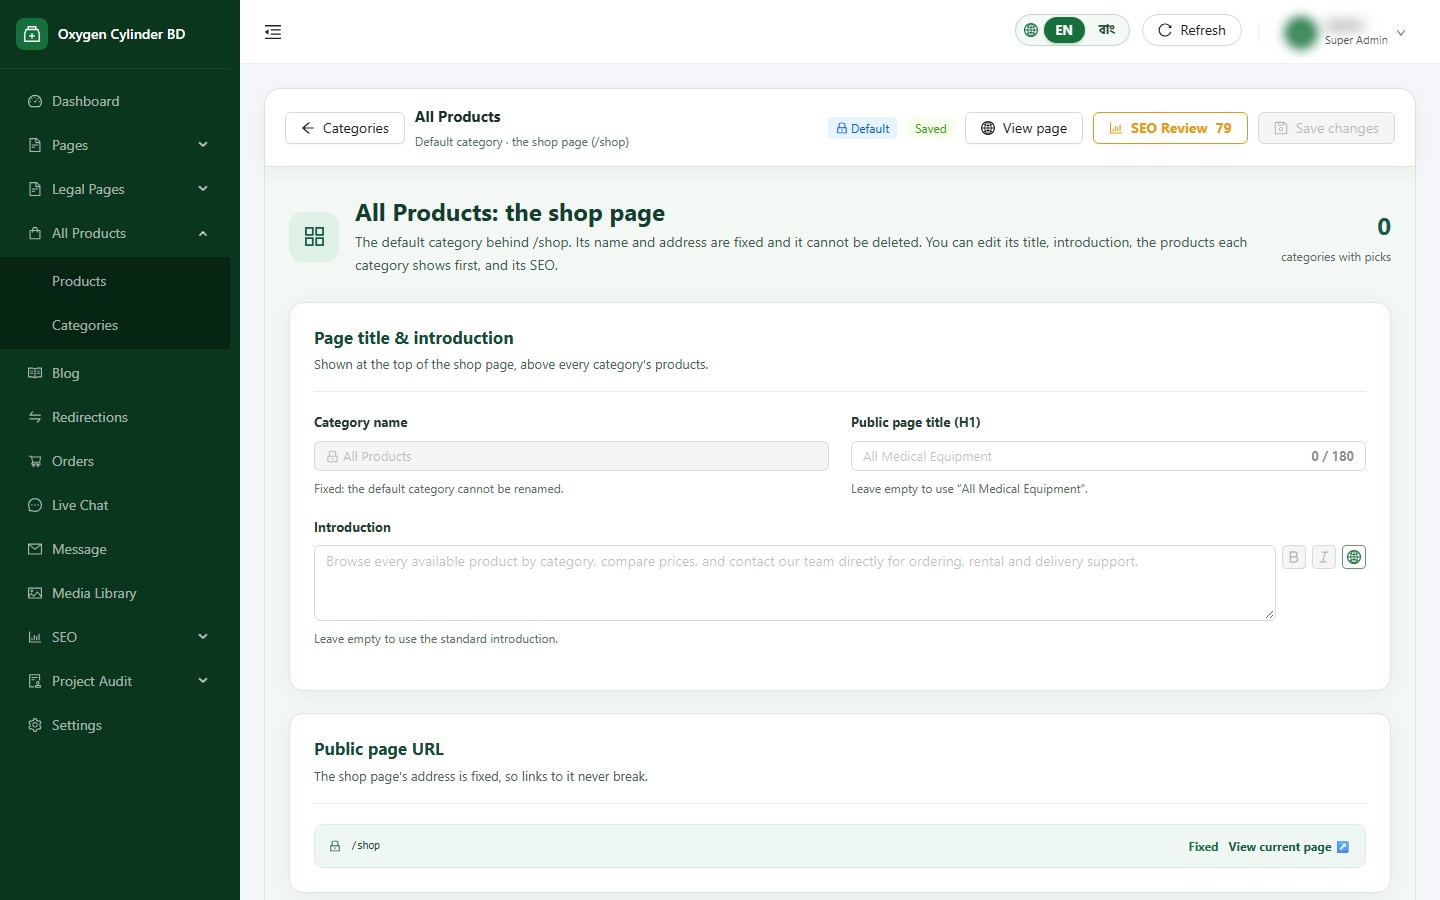 Oxygen Cylinder BD
EN
বাং
Refresh
Super Admin
Dashboard
Pages
Legal Pages
All Products
Products
Categories
Blog
Redirections
Orders
Live Chat
Message
Media Library
SEO
Project Audit
Settings
Categories
All Products
Default category · the shop page (/shop)
Default
Saved
View page
SEO Review 79
Save changes
All Products: the shop page
The default category behind /shop. Its name and address are fixed and it cannot be deleted. You can edit its title, introduction, the products each
category shows first, and its SEO.
0
categories with picks
Page title & introduction
Shown at the top of the shop page, above every category's products.
Category name
All Products
Fixed: the default category cannot be renamed.
Public page title (H1)
All Medical Equipment
0 / 180
Leave empty to use “All Medical Equipment”.
Introduction
Browse every available product by category, compare prices, and contact our team directly for ordering, rental and delivery support.
B
I
Leave empty to use the standard introduction.
Public page URL
The shop page's address is fixed, so links to it never break.
/shop
Fixed
View current page